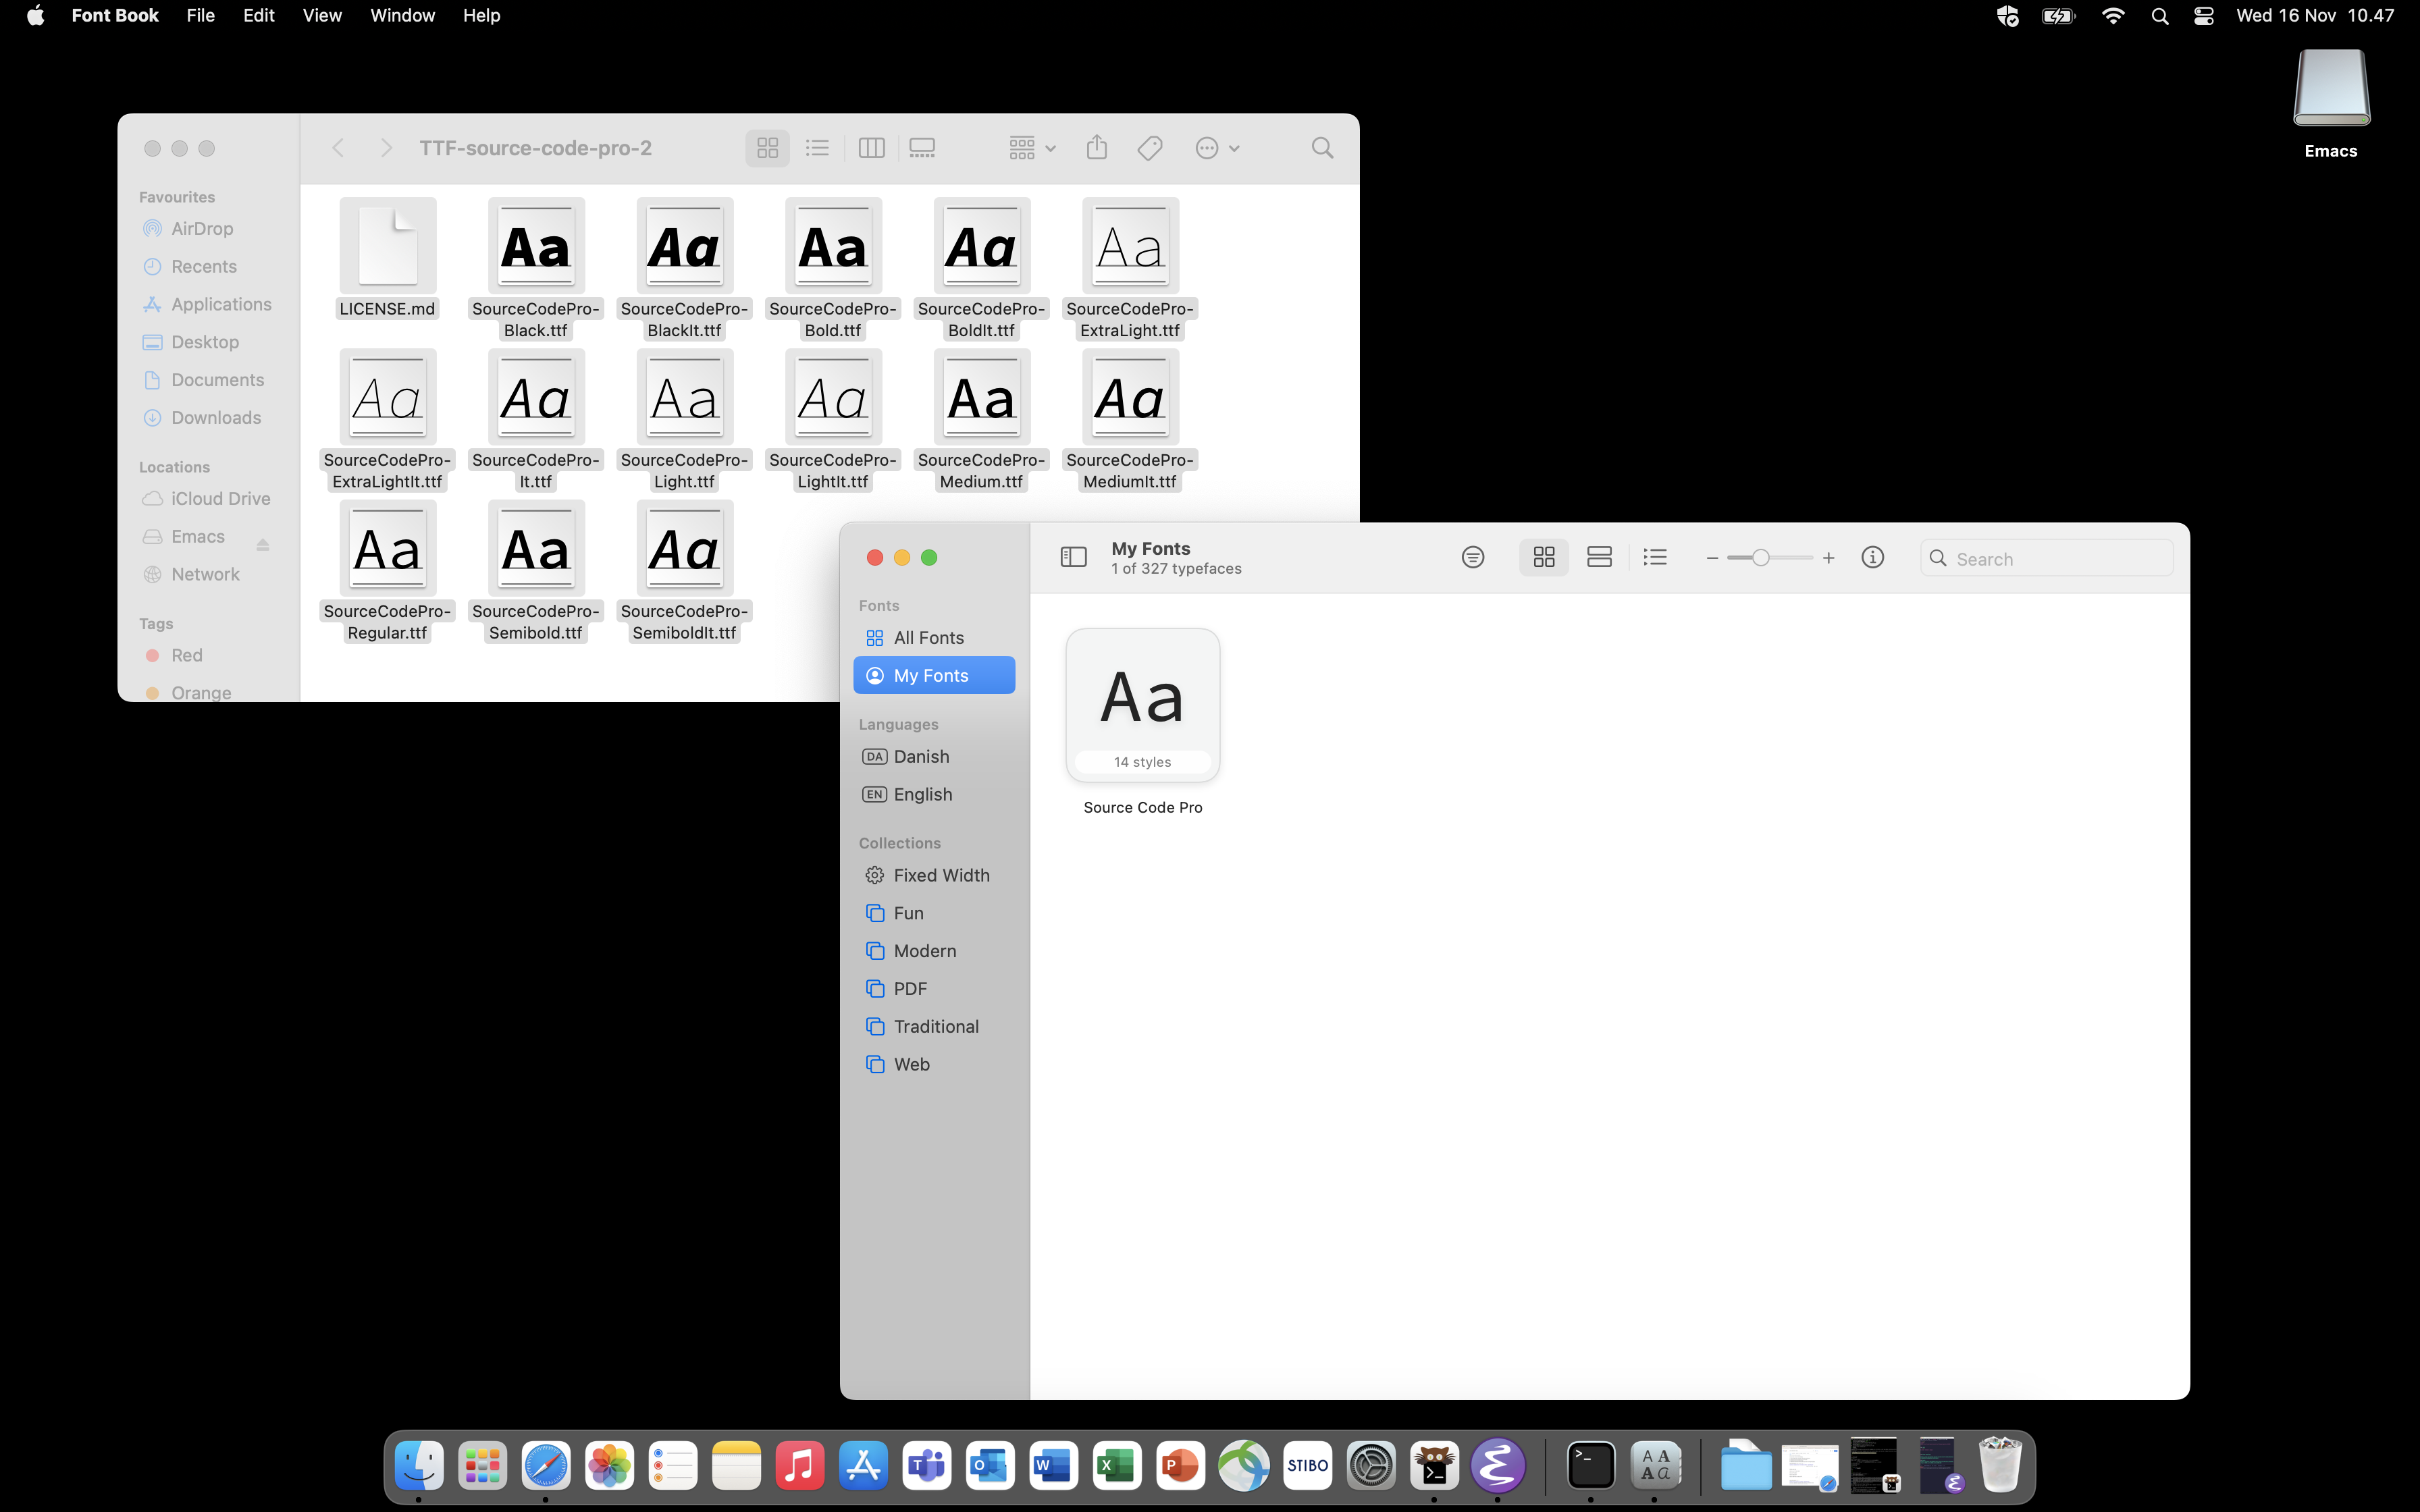 Font Book File Edit View Window Help
Wed 16 Nov 10.47
Emacs
TTF-source-code-pro-2
Favourites
AirDrop
Recents
Applications
Desktop
Documents
Downloads
Locations
iCloud Drive
Emacs
Network
Tags
Red
Orange
Aa Aa Aa Aa Aa
LICENSE.md SourceCodePro- SourceCodePro- SourceCodePro- SourceCodePro- SourceCodePro-
Black.ttf BlackIt.ttf Bold.ttf BoldIt.ttf ExtraLight.ttf
Aa Aa Aa Aa Aa Aa
SourceCodePro- SourceCodePro- SourceCodePro- SourceCodePro- SourceCodePro- SourceCodePro-
ExtraLightIt.ttf It.ttf Light.ttf LightIt.ttf Medium.ttf MediumIt.ttf
Aa Aa Aa
SourceCodePro- SourceCodePro- SourceCodePro-
Regular.ttf Semibold.ttf SemiboldIt.ttf
My Fonts
1 of 327 typefaces
Search
Fonts
All Fonts
My Fonts
Languages
DA Danish
EN English
Collections
Fixed Width
Fun
Modern
PDF
Traditional
Web
Aa
14 styles
Source Code Pro
T O W X P STIBO >_ A A
A a